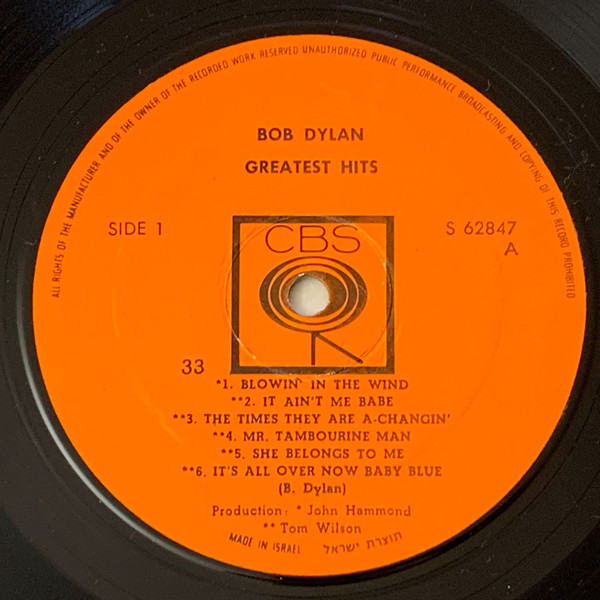 ALL RIGHTS OF THE MANUFACTURER AND OF THE OWNER OF THE RECORDED WORK RESERVED UNAUTHORIZED PUBLIC PERFORMANCE BROADCASTING AND COPYING OF THIS RECORD PROHIBITED
BOB DYLAN
GREATEST HITS
SIDE 1
S 62847
A
CBS
33
*1. BLOWIN' IN THE WIND
**2. IT AIN'T ME BABE
**3. THE TIMES THEY ARE A-CHANGIN'
**4. MR. TAMBOURINE MAN
**5. SHE BELONGS TO ME
**6. IT'S ALL OVER NOW BABY BLUE
(B. Dylan)
Production: * John Hammond
** Tom Wilson
MADE IN ISRAEL תוצרת ישראל